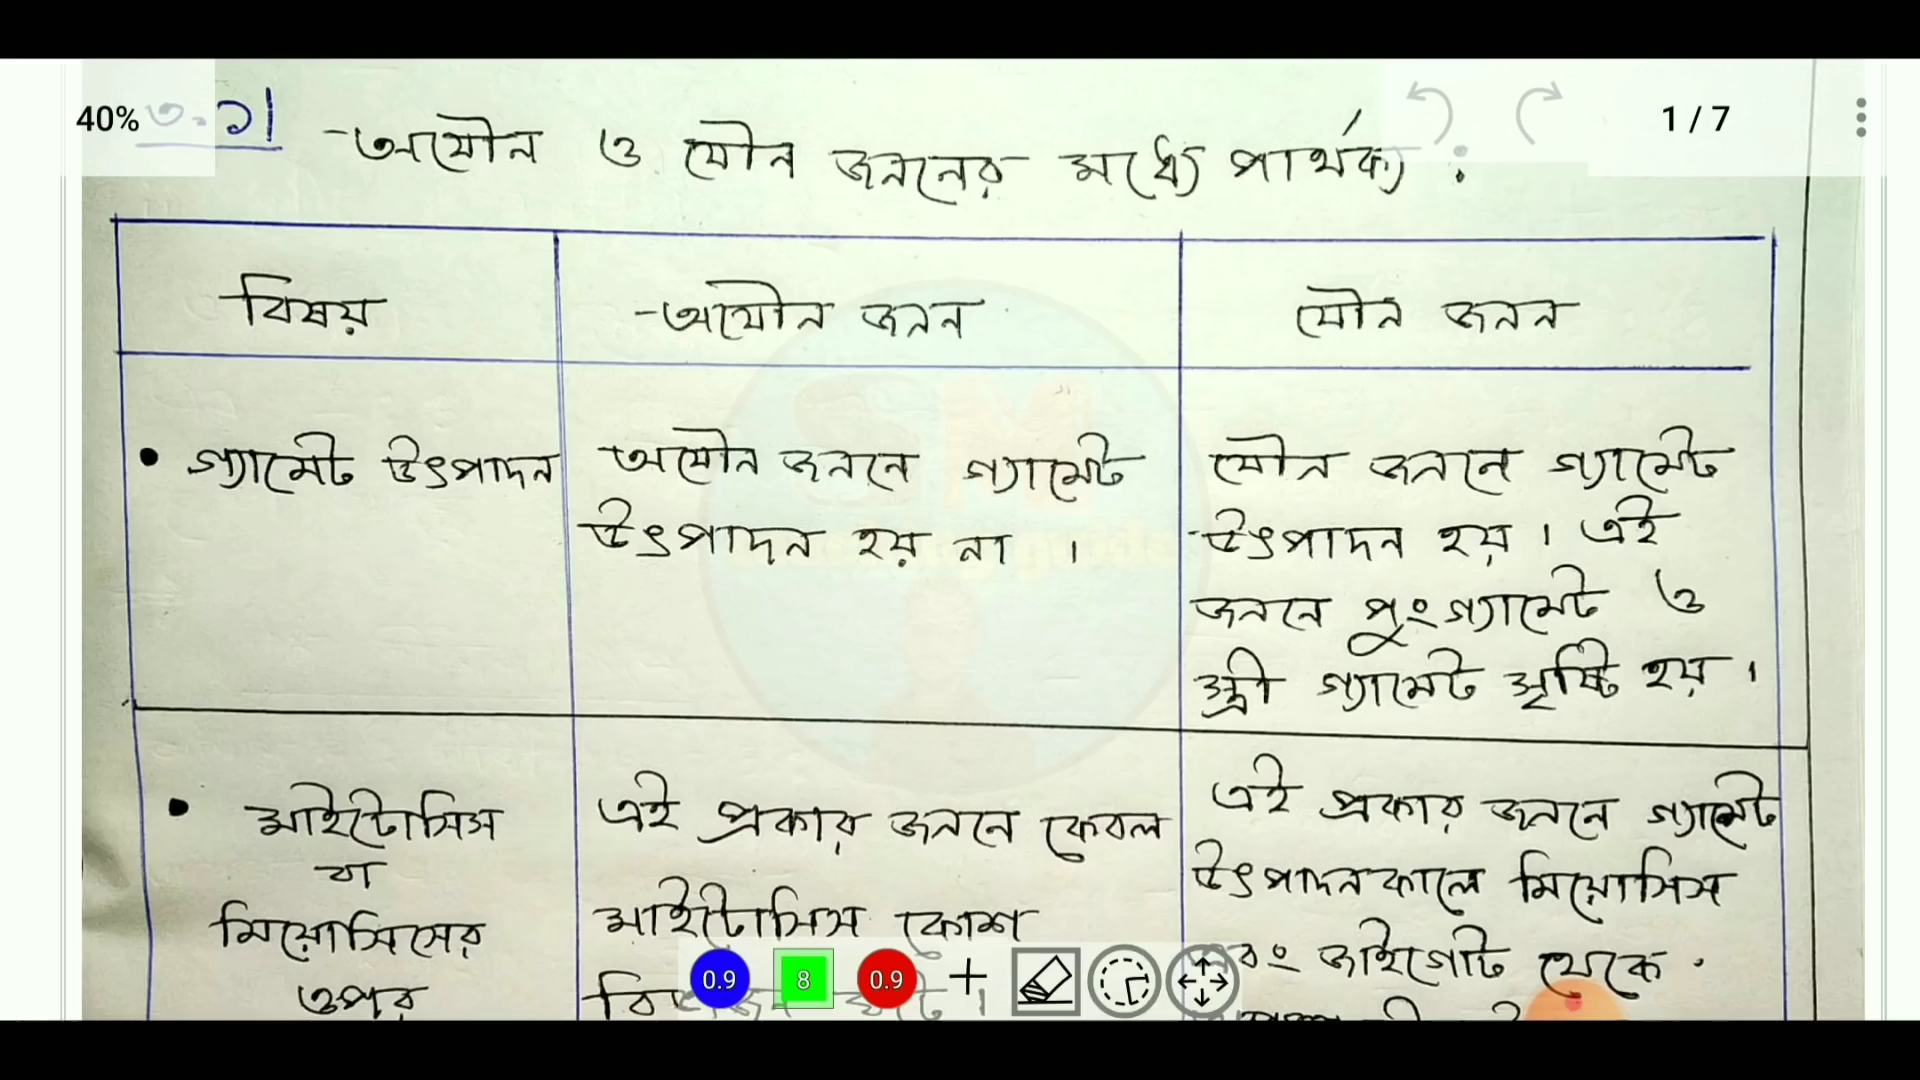 40%
1 / 7
৩.১।
অযৌন ও যৌন জননের মধ্যে পার্থক্য :
বিষয়
অযৌন জনন
যৌন জনন
• গ্যামেট উৎপাদন
অযৌন জননে গ্যামেট
উৎপাদন হয় না ।
যৌন জননে গ্যামেট
উৎপাদন হয় । এই
জননে পুংগ্যামেট ও
স্ত্রী গ্যামেট সৃষ্টি হয় ।
• মাইটোসিস
বা
মিয়োসিসের
ওপর
এই প্রকার জননে কেবল
মাইটোসিস কোশ
এই প্রকার জননে গ্যামেট
উৎপাদনকালে মিয়োসিস
এবং জাইগোট থেকে
0.9
8
0.9